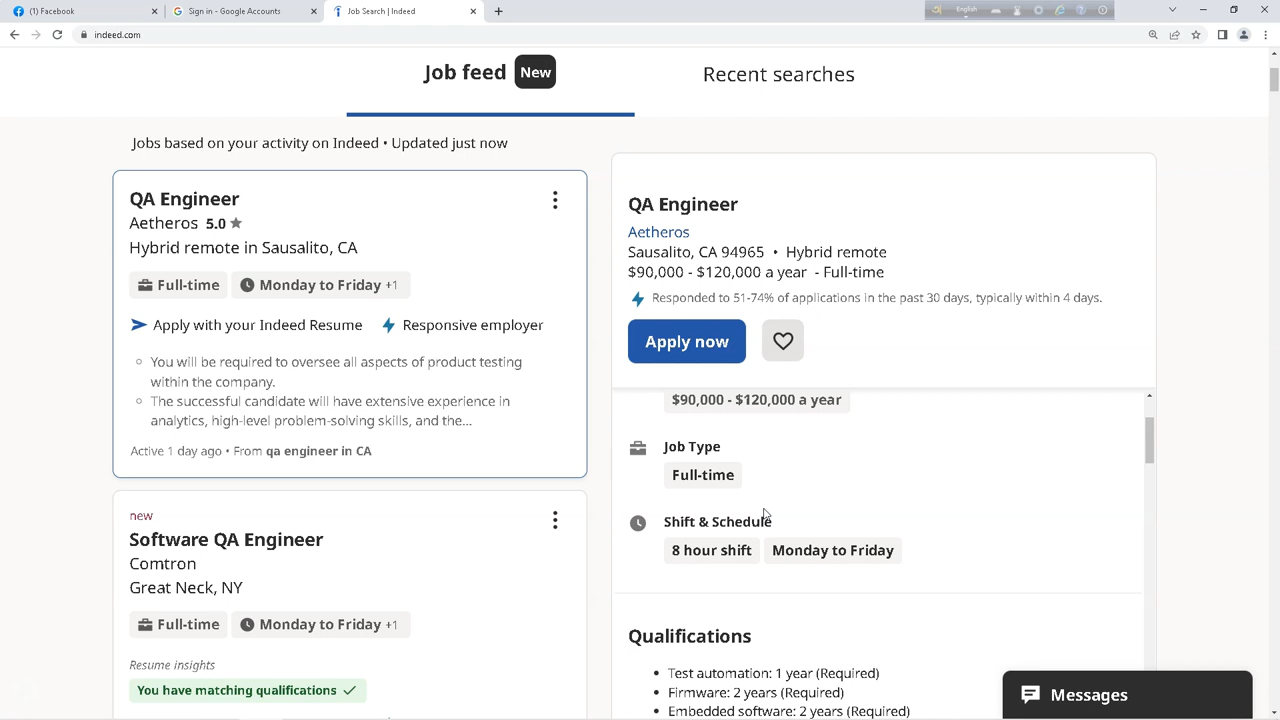 (1) Facebook
Sign in - Google Accounts
Job Search | Indeed
English
indeed.com
Job feed New
Recent searches
Jobs based on your activity on Indeed • Updated just now
QA Engineer
Aetheros 5.0
Hybrid remote in Sausalito, CA
Full-time
Monday to Friday +1
Apply with your Indeed Resume
Responsive employer
You will be required to oversee all aspects of product testing
within the company.
The successful candidate will have extensive experience in
analytics, high-level problem-solving skills, and the...
Active 1 day ago • From qa engineer in CA
new
Software QA Engineer
Comtron
Great Neck, NY
Full-time
Monday to Friday +1
Resume insights
You have matching qualifications
QA Engineer
Aetheros
Sausalito, CA 94965 • Hybrid remote
$90,000 - $120,000 a year - Full-time
Responded to 51-74% of applications in the past 30 days, typically within 4 days.
Apply now
$90,000 - $120,000 a year
Job Type
Full-time
Shift & Schedule
8 hour shift
Monday to Friday
Qualifications
• Test automation: 1 year (Required)
• Firmware: 2 years (Required)
• Embedded software: 2 years (Required)
Messages